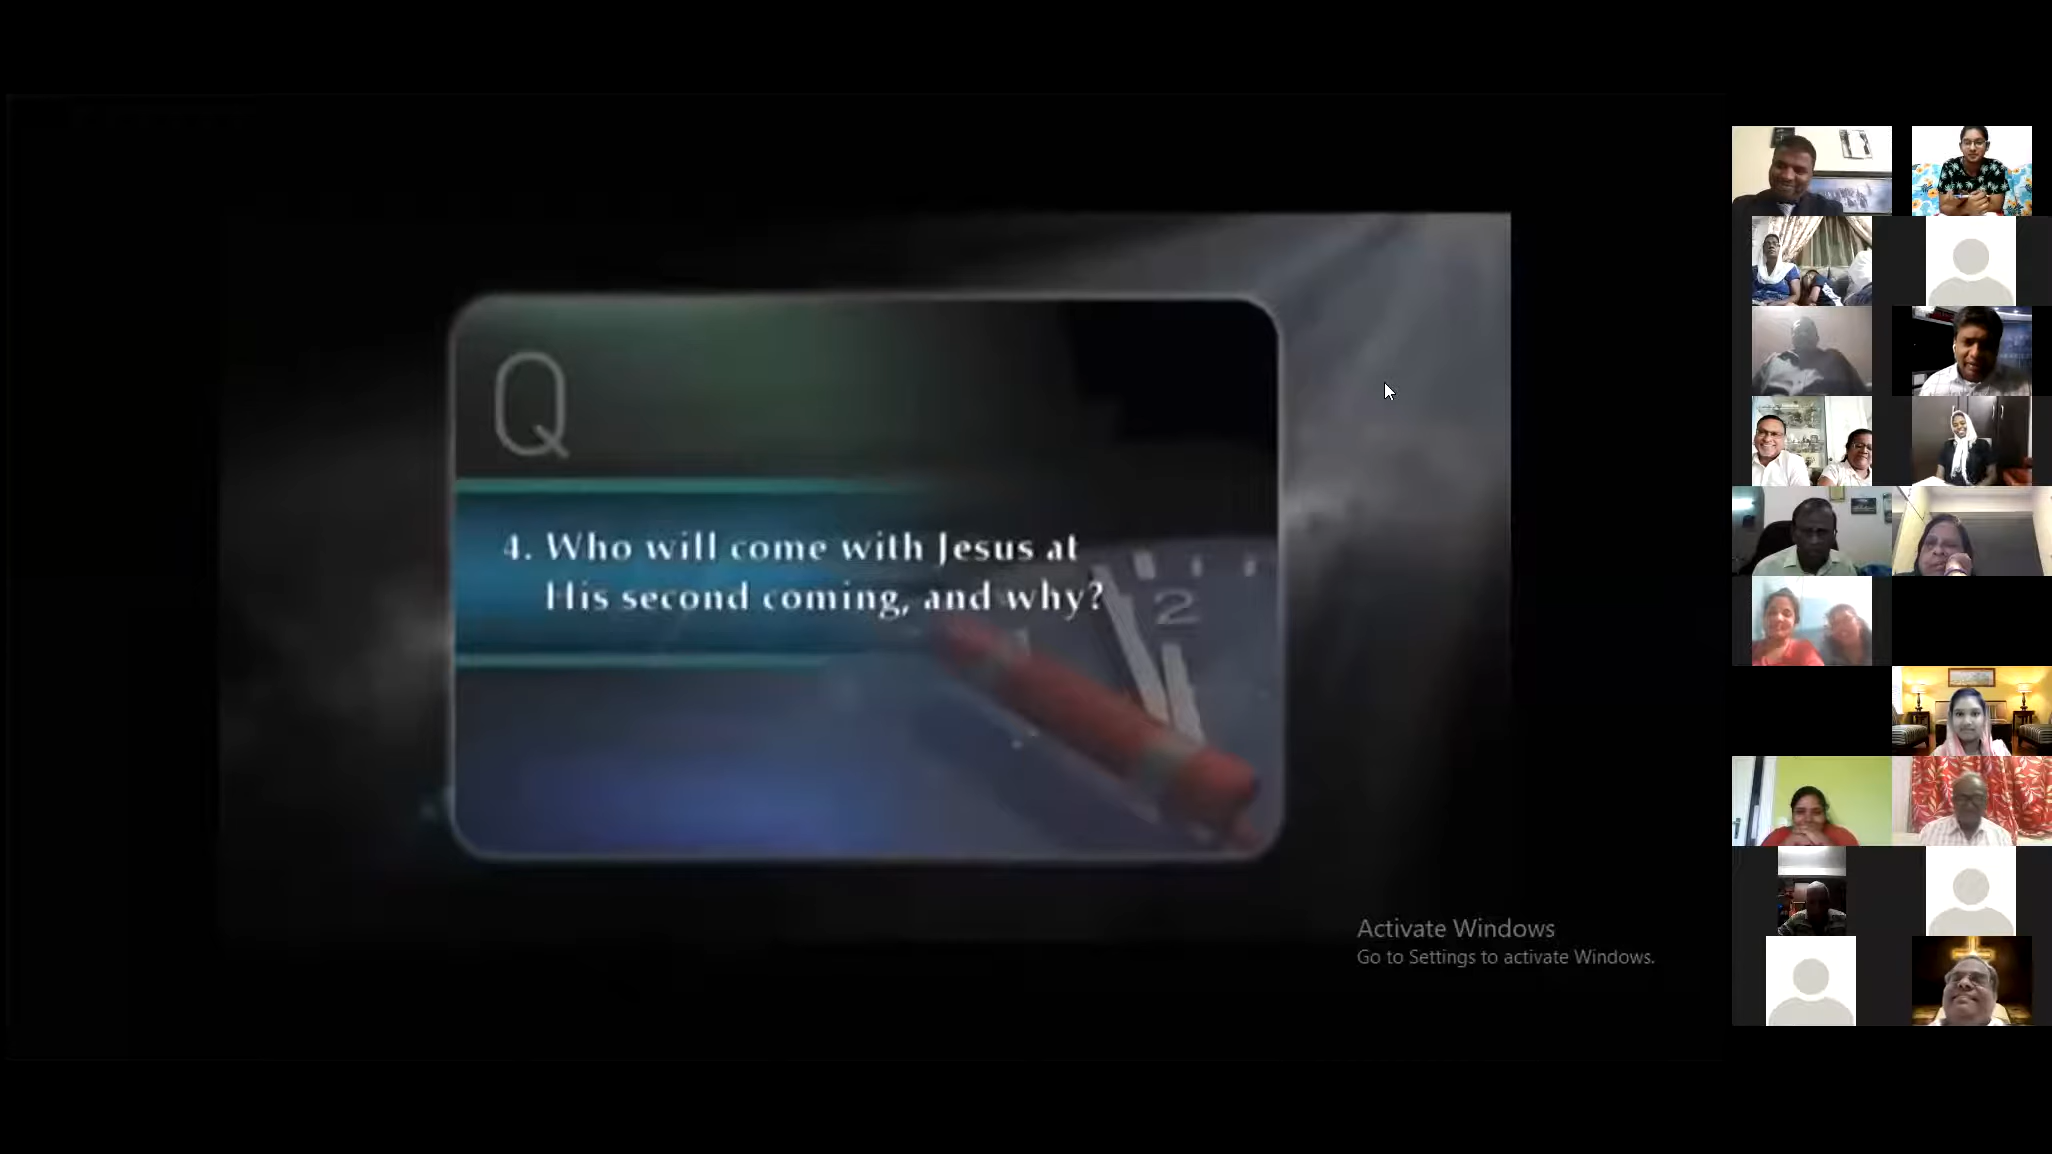 Q
4. Who will come with Jesus at
His second coming, and why?
2
Activate Windows
Go to Settings to activate Windows.